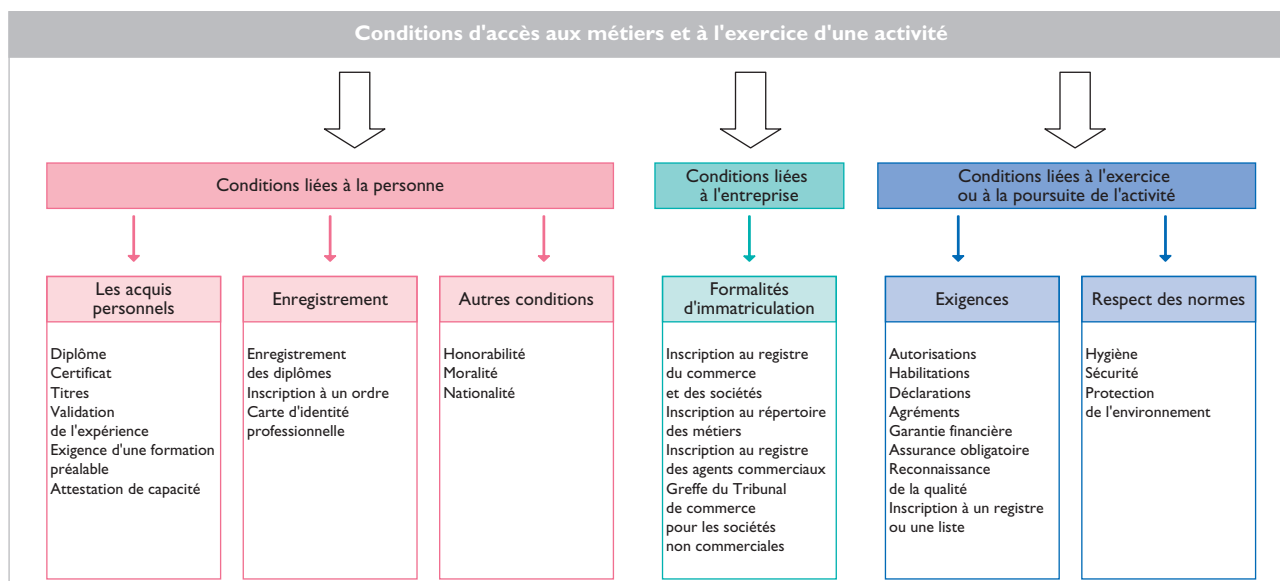 Conditions d'accès aux métiers et à l'exercice d'une activité
Conditions liées à la personne
Conditions liées
à l'entreprise
Conditions liées à l'exercice
ou à la poursuite de l'activité
Les acquis
personnels
Diplôme
Certificat
Titres
Validation
de l'expérience
Exigence d'une formation
préalable
Attestation de capacité
Enregistrement
Enregistrement
des diplômes
Inscription à un ordre
Carte d'identité
professionnelle
Autres conditions
Honorabilité
Moralité
Nationalité
Formalités
d'immatriculation
Inscription au registre
du commerce
et des sociétés
Inscription au répertoire
des métiers
Inscription au registre
des agents commerciaux
Greffe du Tribunal
de commerce
pour les sociétés
non commerciales
Exigences
Autorisations
Habilitations
Déclarations
Agréments
Garantie financière
Assurance obligatoire
Reconnaissance
de la qualité
Inscription à un registre
ou une liste
Respect des normes
Hygiène
Sécurité
Protection
de l'environnement